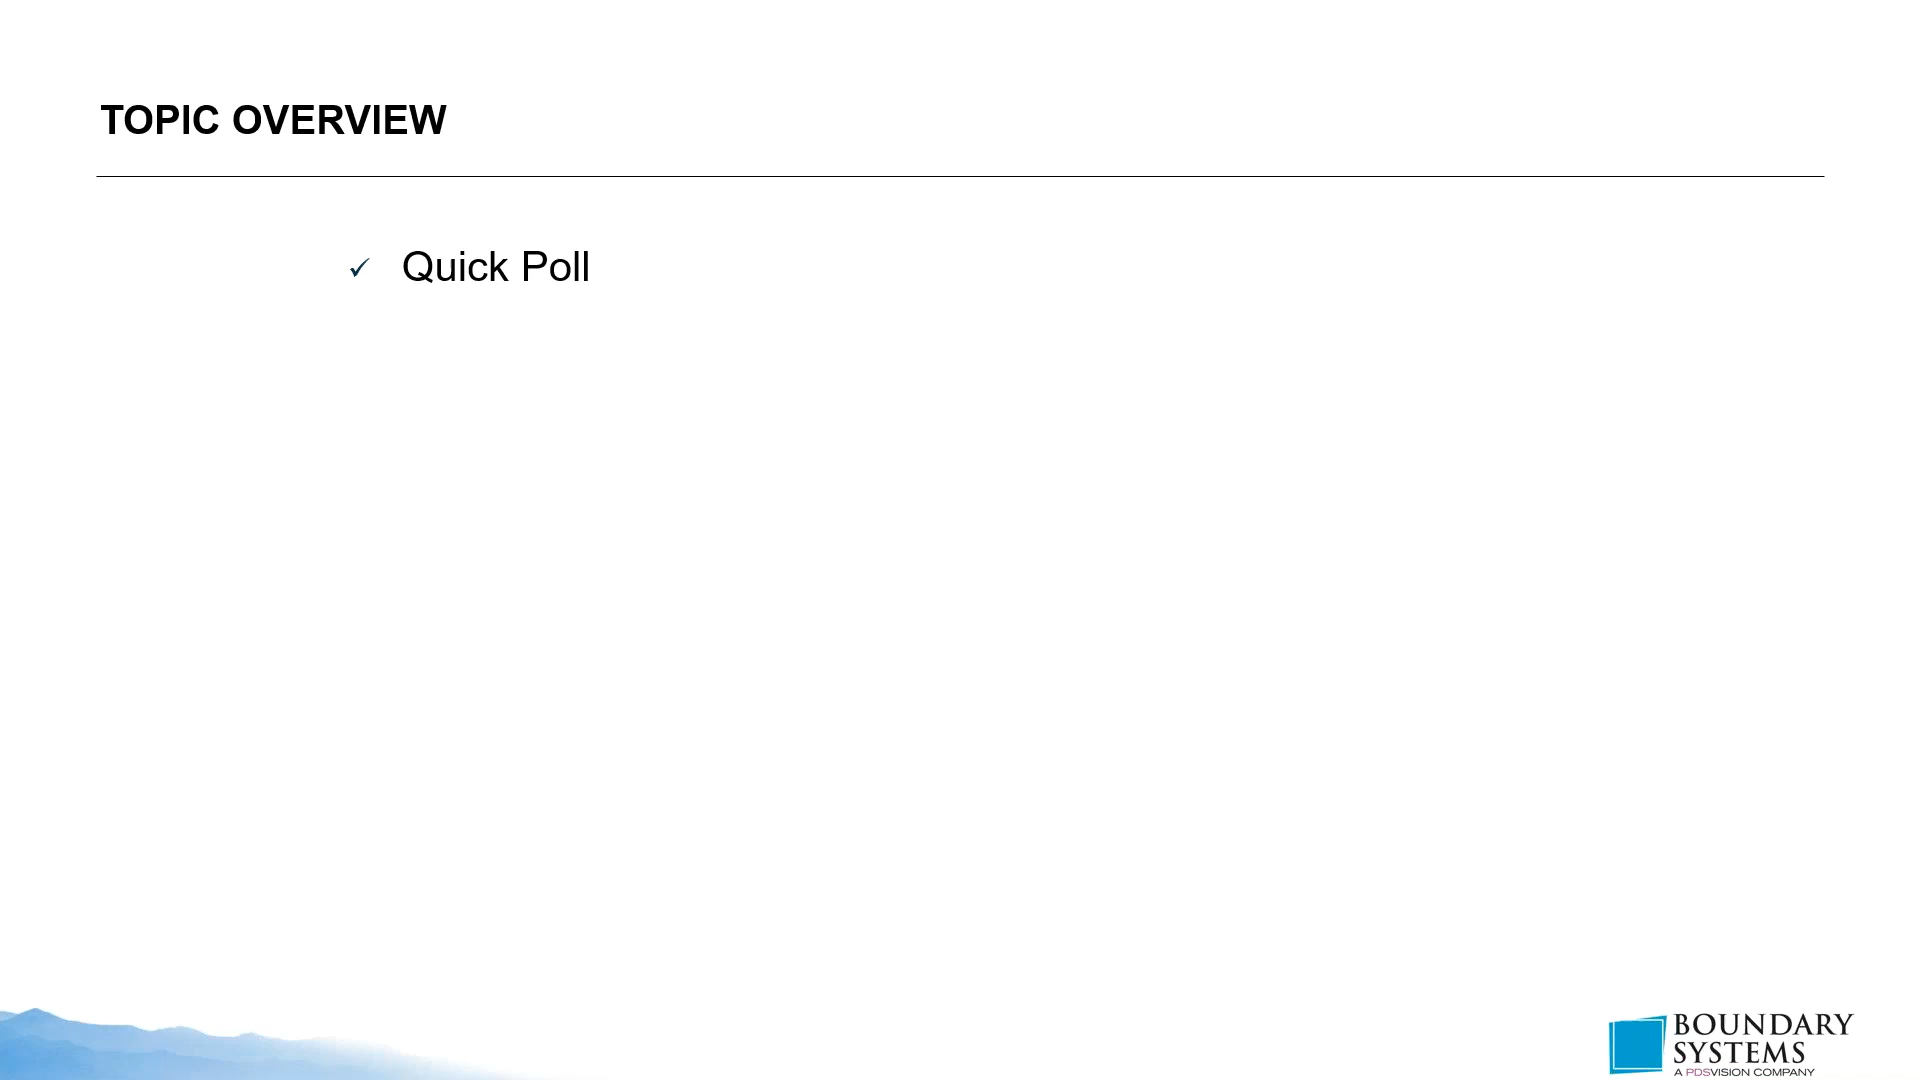 TOPIC OVERVIEW
✓ Quick Poll
BOUNDARY
SYSTEMS
A PDSVISION COMPANY